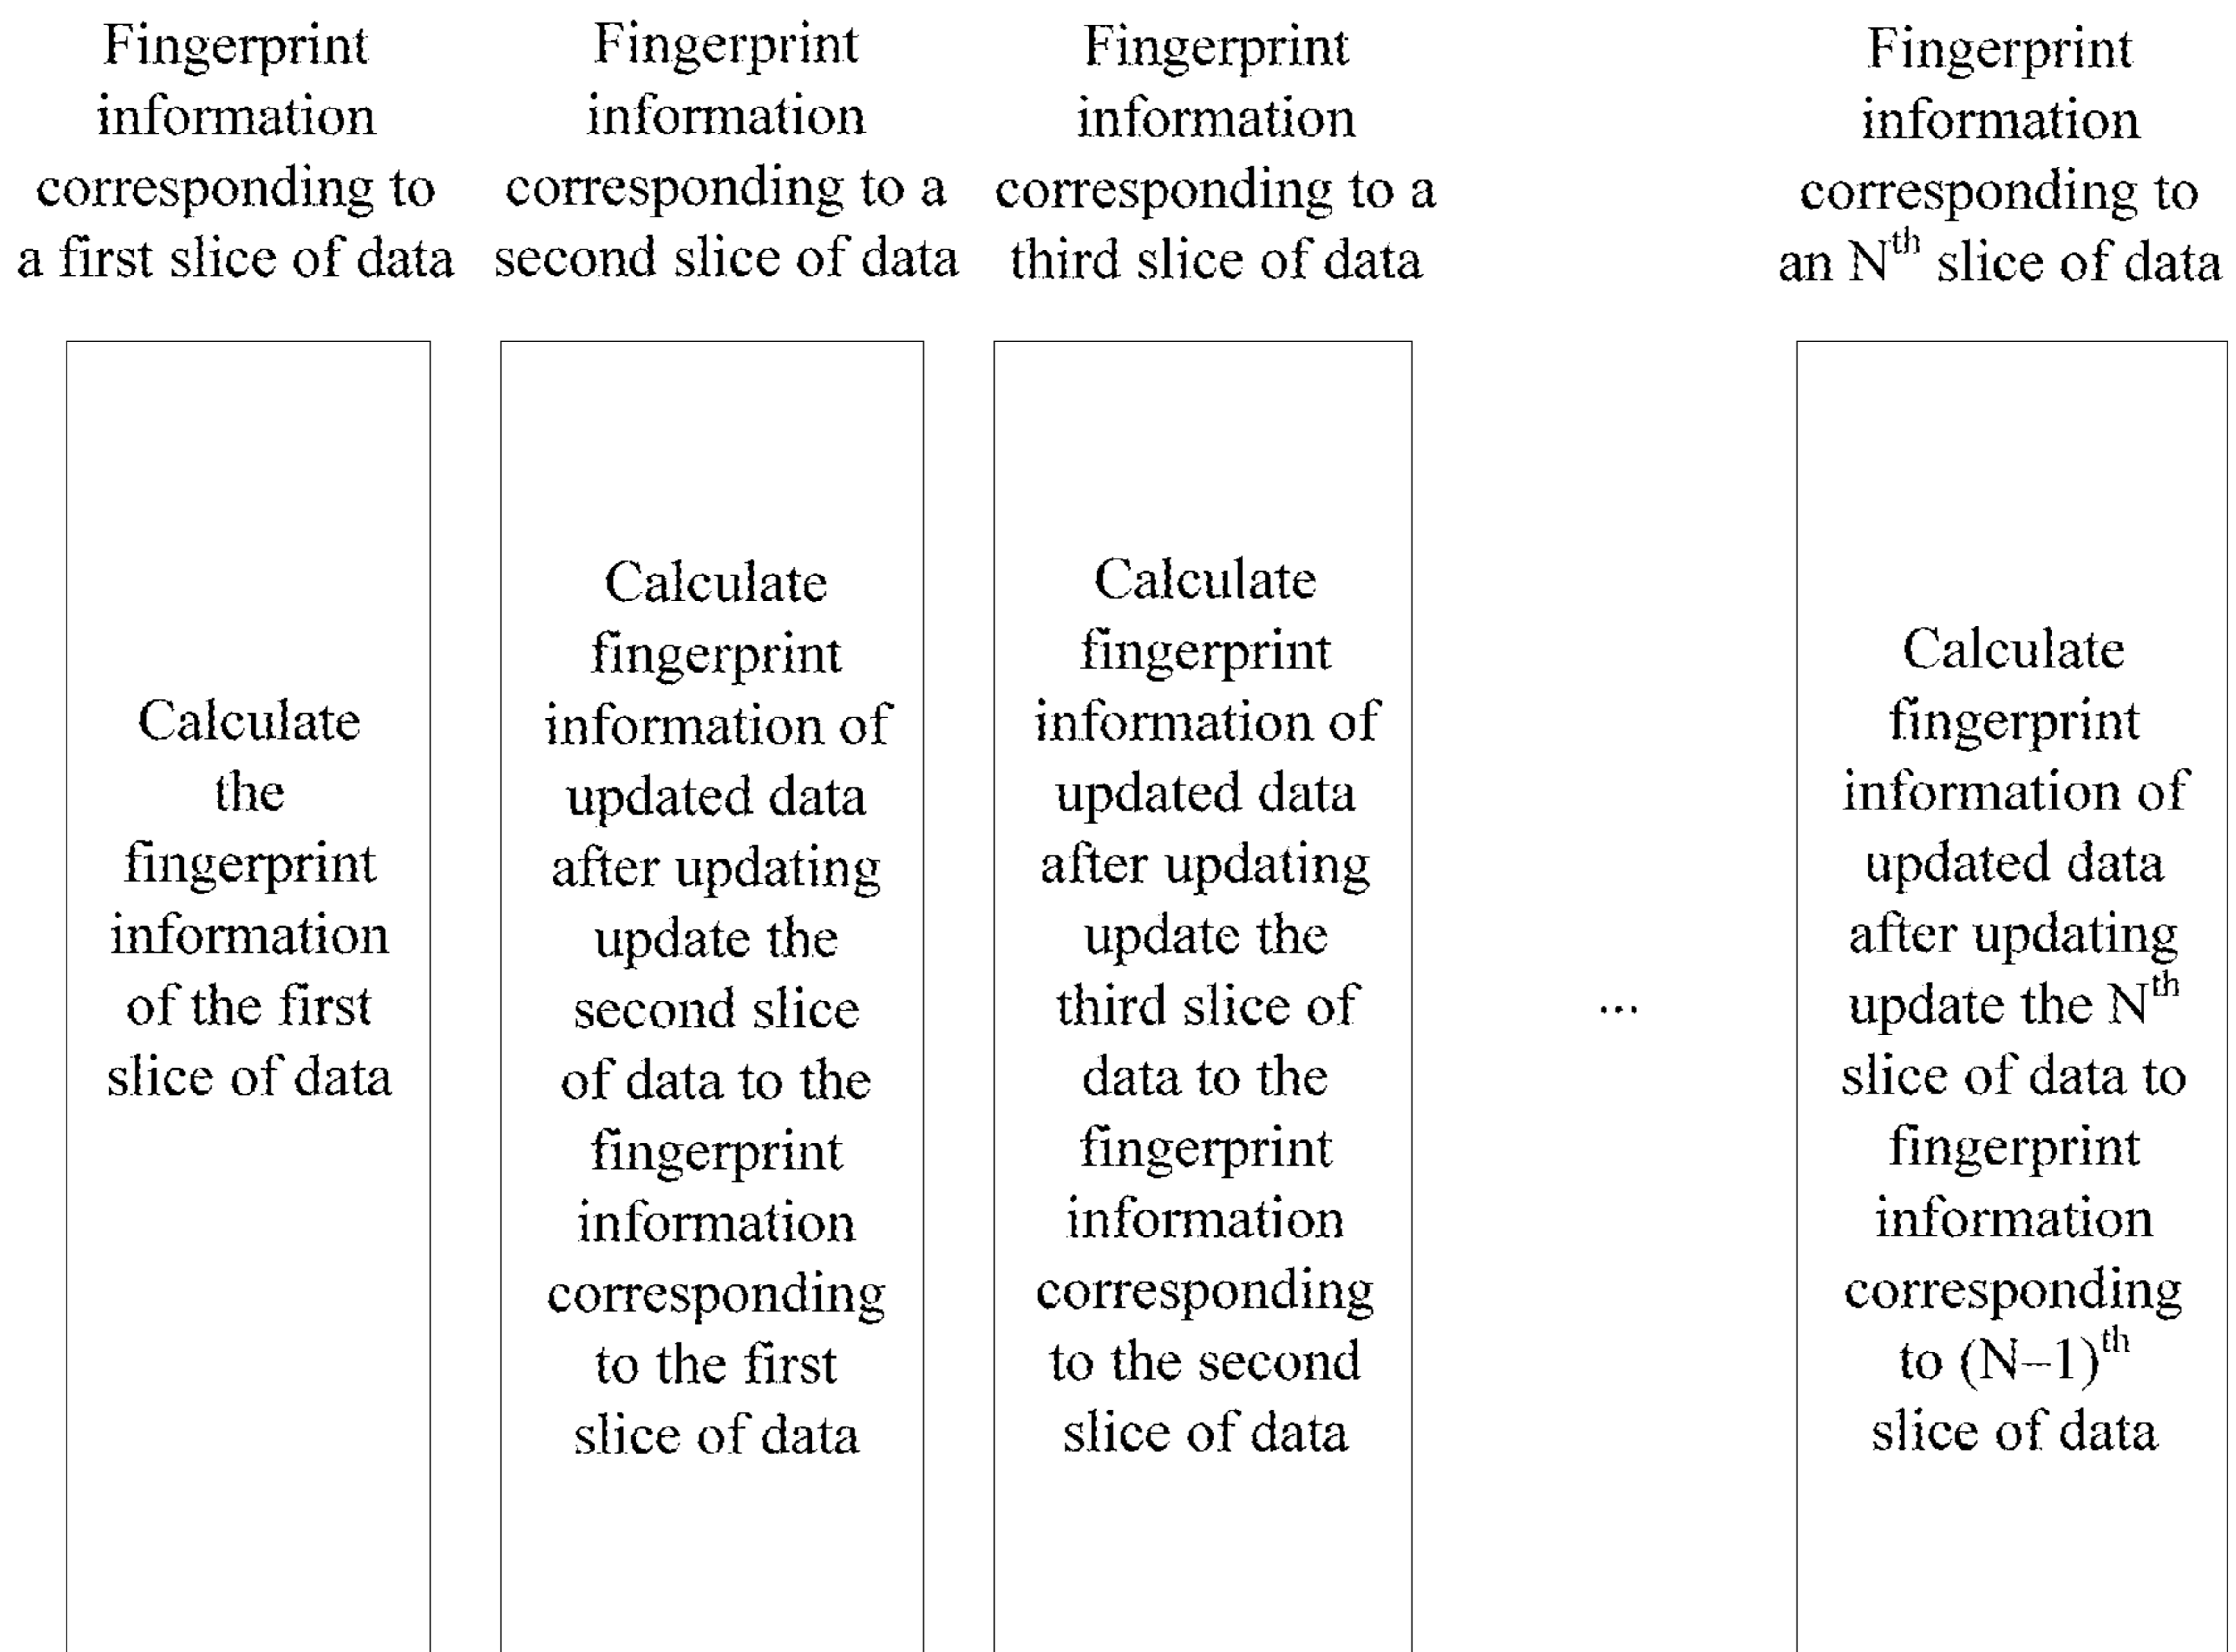 Fingerprint
information
corresponding to
a first slice of data
Fingerprint
information
corresponding to a
second slice of data
Fingerprint
information
corresponding to a
third slice of data
Fingerprint
information
corresponding to
an Nth slice of data
Calculate
the
fingerprint
information
of the first
slice of data
Calculate
fingerprint
information of
updated data
after updating
update the
second slice
of data to the
fingerprint
information
corresponding
to the first
slice of data
Calculate
fingerprint
information of
updated data
after updating
update the
third slice of
data to the
fingerprint
information
corresponding
to the second
slice of data
...
Calculate
fingerprint
information of
updated data
after updating
update the Nth
slice of data to
fingerprint
information
corresponding
to (N–1)th
slice of data